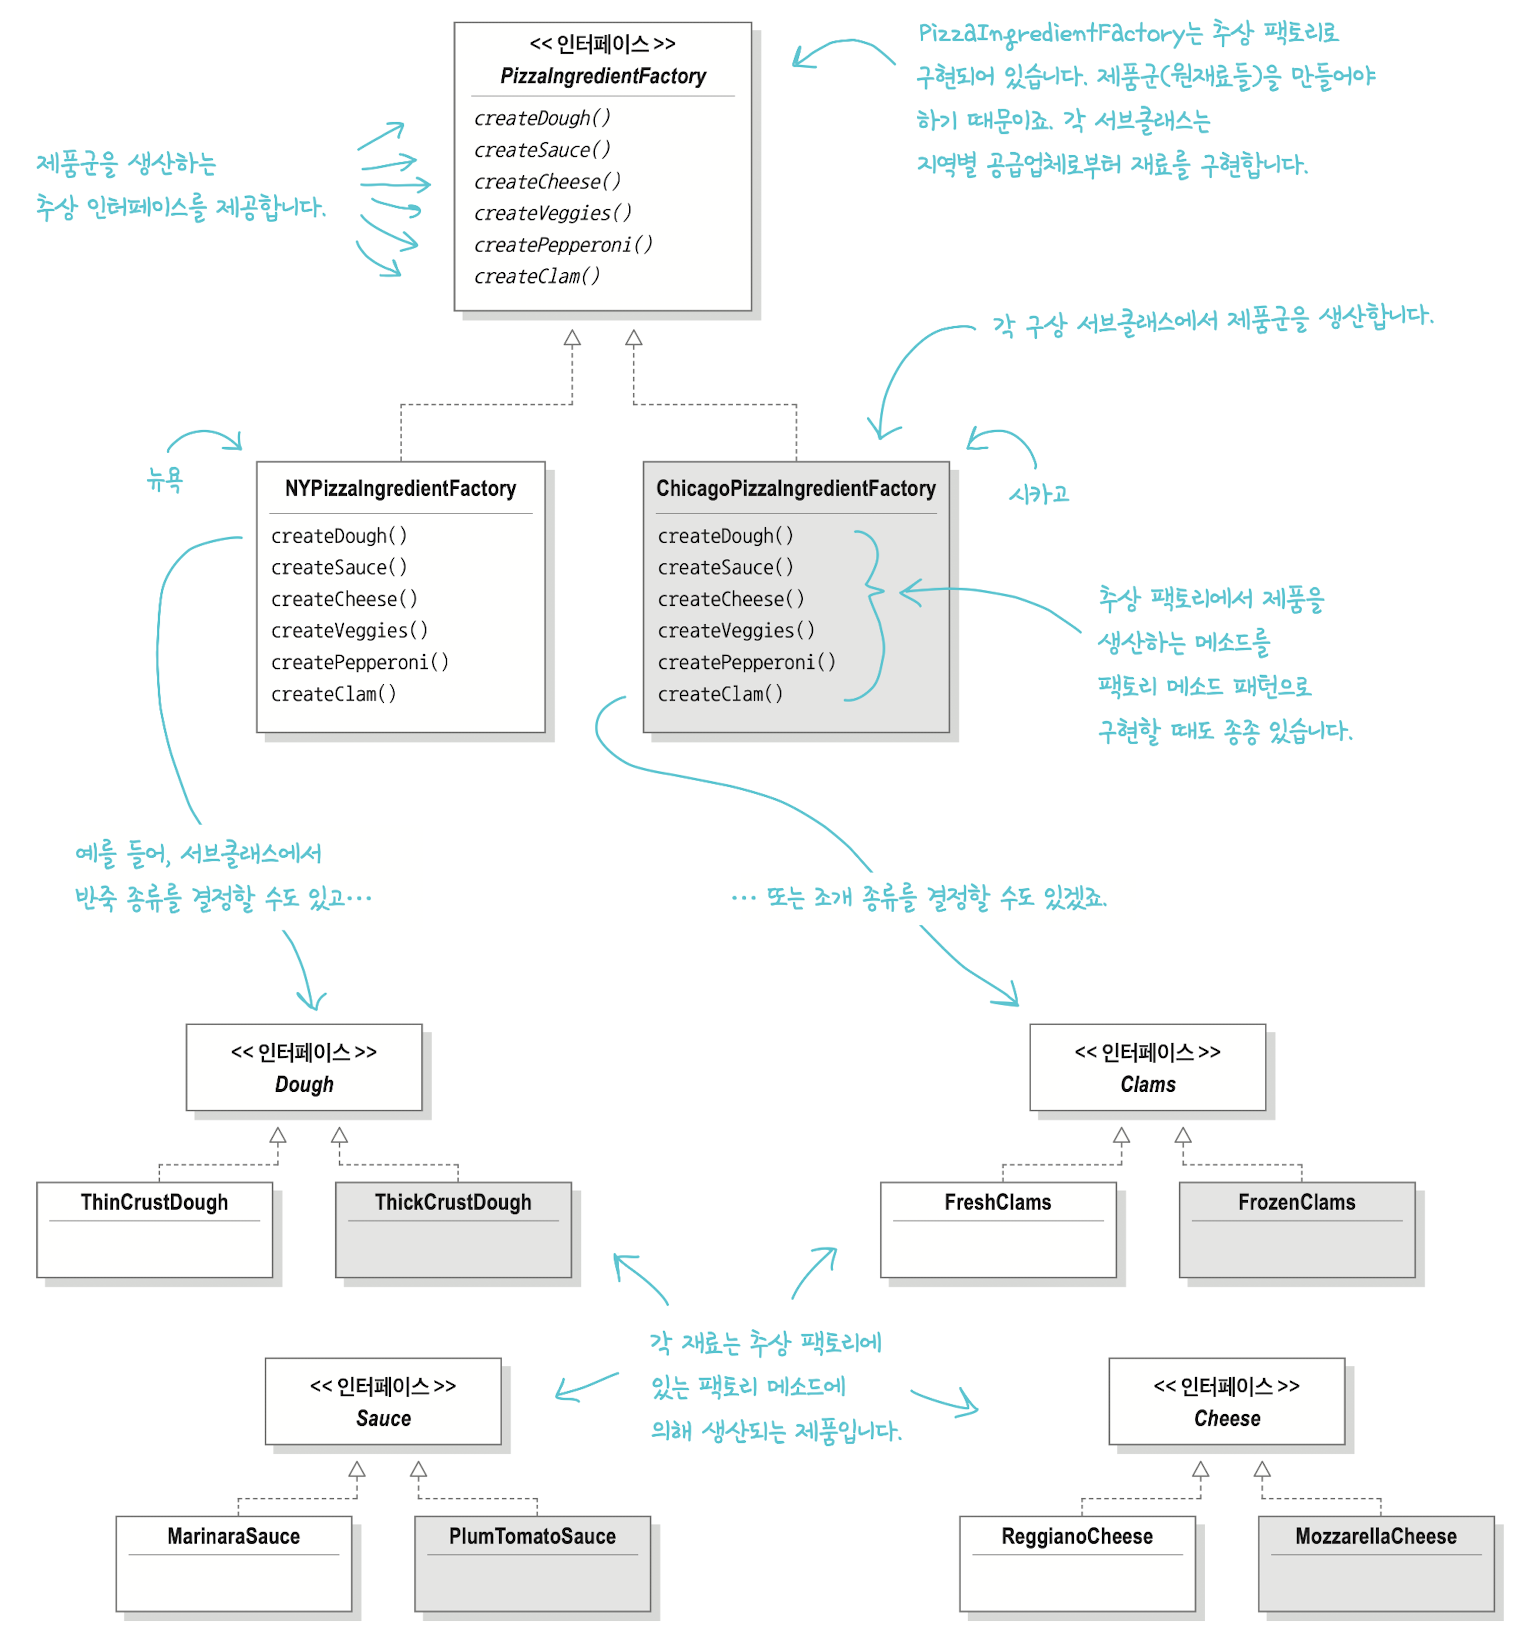 << 인터페이스 >>
PizzaIngredientFactory
createDough()
createSauce()
createCheese()
createVeggies()
createPepperoni()
createClam()
PizzaIngredientFactory는 추상 팩토리로
구현되어 있습니다. 제품군(원재료들)을 만들어야
하기 때문이죠. 각 서브클래스는
지역별 공급업체로부터 재료를 구현합니다.
제품군을 생산하는
추상 인터페이스를 제공합니다.
각 구상 서브클래스에서 제품군을 생산합니다.
뉴욕
NYPizzaIngredientFactory
createDough()
createSauce()
createCheese()
createVeggies()
createPepperoni()
createClam()
ChicagoPizzaIngredientFactory
createDough()
createSauce()
createCheese()
createVeggies()
createPepperoni()
createClam()
시카고
추상 팩토리에서 제품을
생산하는 메소드를
팩토리 메소드 패턴으로
구현할 때도 종종 있습니다.
예를 들어, 서브클래스에서
반죽 종류를 결정할 수도 있고…
… 또는 조개 종류를 결정할 수도 있겠죠.
<< 인터페이스 >>
Dough
ThinCrustDough
ThickCrustDough
<< 인터페이스 >>
Clams
FreshClams
FrozenClams
각 재료는 추상 팩토리에
있는 팩토리 메소드에
의해 생산되는 제품입니다.
<< 인터페이스 >>
Sauce
MarinaraSauce
PlumTomatoSauce
<< 인터페이스 >>
Cheese
ReggianoCheese
MozzarellaCheese